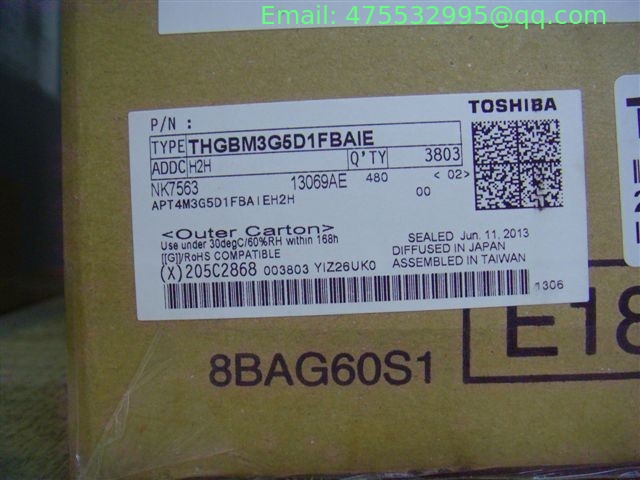 Email: 475532995@qq.com
TOSHIBA
P/N :
TYPE THGBM3G5D1FBAIE
ADDC H2H Q'TY 3803
NK7563 13069AE 480 < 02>
APT4M3G5D1FBAIEH2H 00
<Outer Carton>
Use under 30degC/60%RH within 168h
[[G]]/RoHS COMPATIBLE
SEALED Jun. 11. 2013
DIFFUSED IN JAPAN
ASSEMBLED IN TAIWAN
(X) 205C2868 003803 YIZ26UK0
1306
8BAG60S1
E18